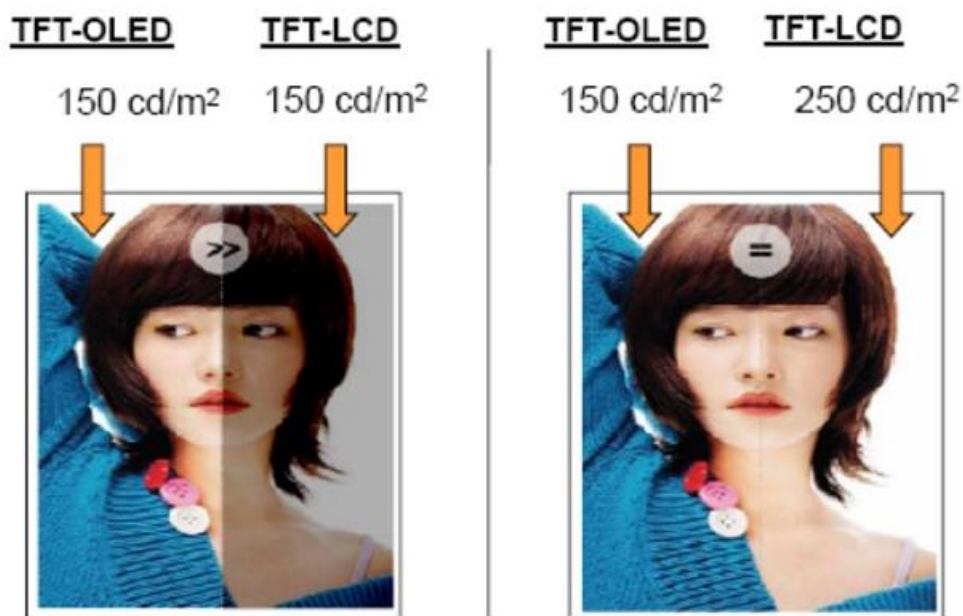 TFT-OLED TFT-LCD
150 cd/m² 150 cd/m²
>>
TFT-OLED TFT-LCD
150 cd/m² 250 cd/m²
=